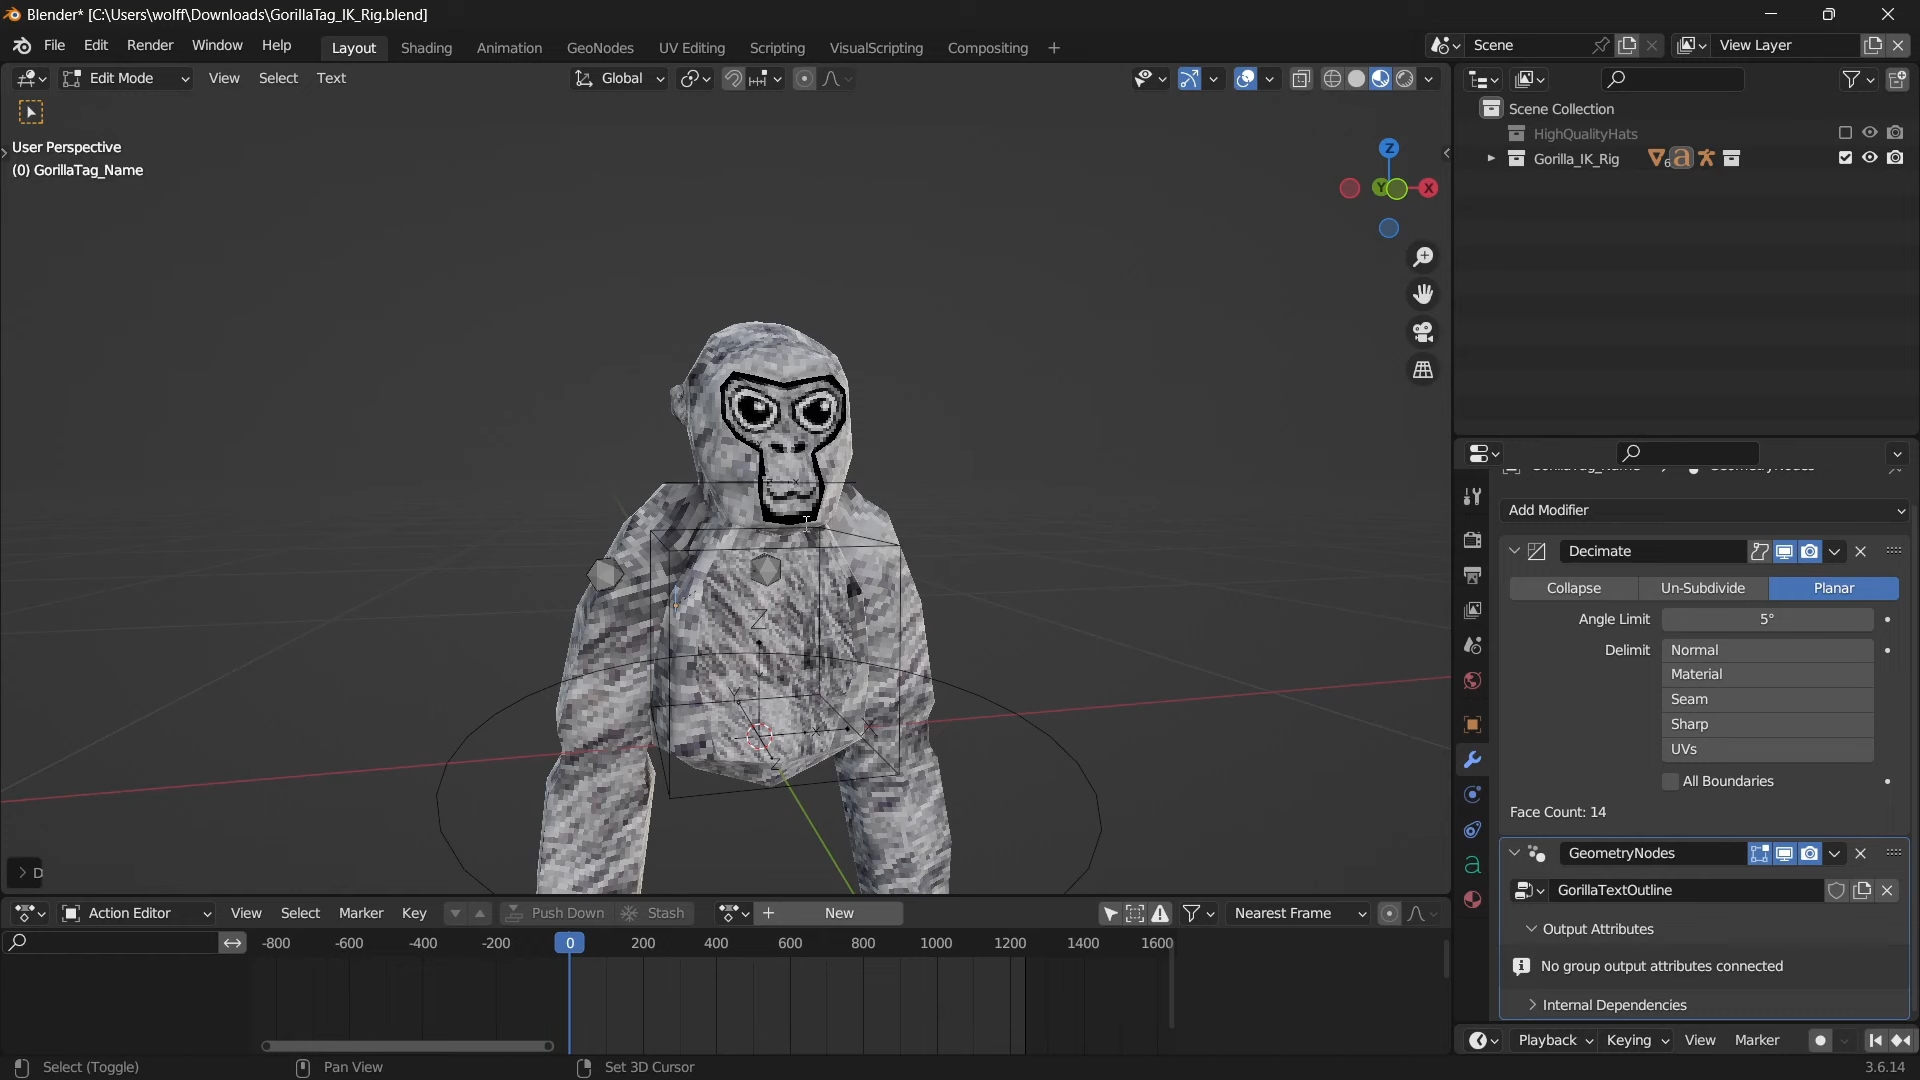 Blender* [C:\Users\wolff\Downloads\GorillaTag_IK_Rig.blend]
File Edit Render Window Help Layout Shading Animation GeoNodes UV Editing Scripting VisualScripting Compositing + Scene View Layer
Edit Mode View Select Text Global
User Perspective
(0) GorillaTag_Name
Z
Y
X
Scene Collection
HighQualityHats
Gorilla_IK_Rig 6
Add Modifier
Decimate
Collapse Un-Subdivide Planar
Angle Limit 5°
Delimit Normal
Material
Seam
Sharp
UVs
All Boundaries
Face Count: 14
GeometryNodes
GorillaTextOutline
Output Attributes
No group output attributes connected
Internal Dependencies
D
Action Editor View Select Marker Key Push Down Stash + New Nearest Frame
-800 -600 -400 -200 0 200 400 600 800 1000 1200 1400 1600
Playback Keying View Marker
Select (Toggle) Pan View Set 3D Cursor 3.6.14